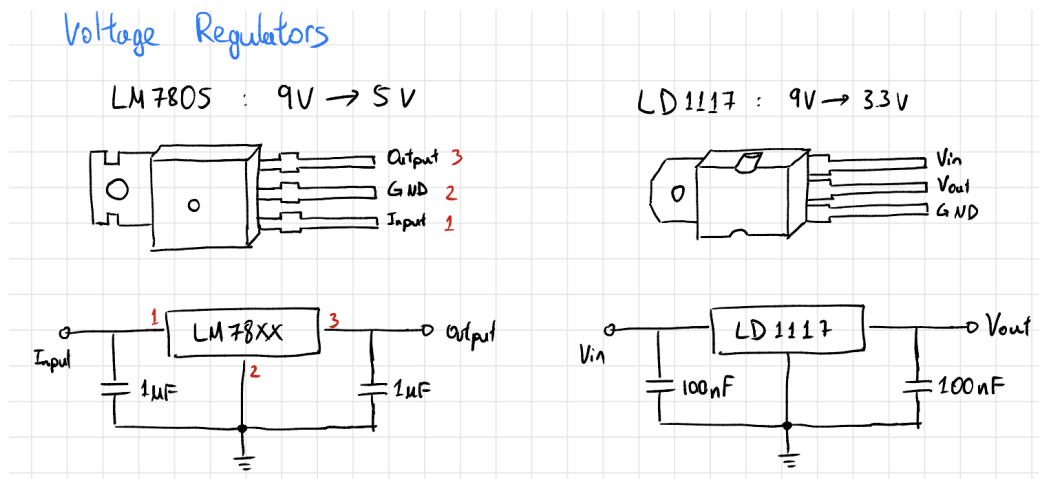 Voltage Regulators
LM7805 : 9V → 5V
Output 3
GND 2
Input 1
1 LM78XX 3
Input
Output
2
1µF
1µF
LD1117 : 9V → 3.3V
Vin
Vout
GND
LD1117
Vin
Vout
100nF
100nF